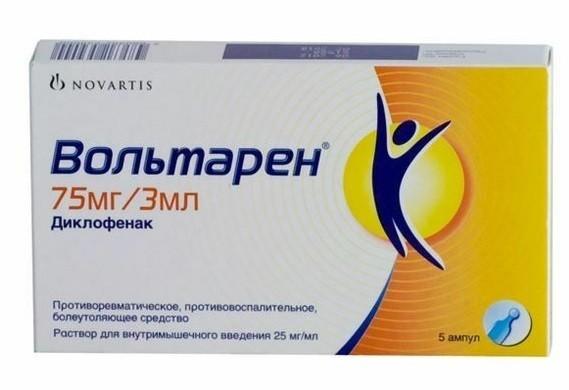 NOVARTIS
Вольтарен®
75мг/3мл
Диклофенак
Противоревматическое, противовоспалительное,
болеутоляющее средство
Раствор для внутримышечного введения 25 мг/мл
5 ампул